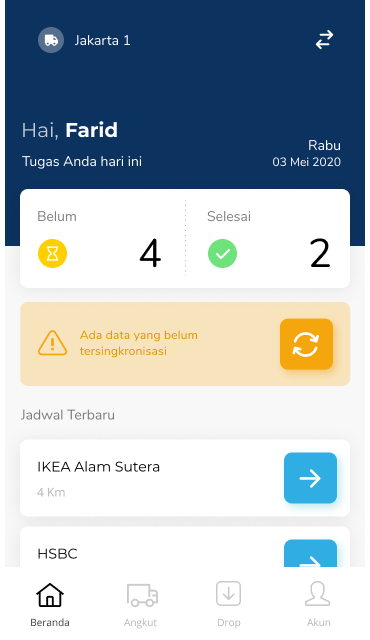 Jakarta 1
Hai, Farid
Tugas Anda hari ini
Rabu
03 Mei 2020
Belum
4
Selesai
2
Ada data yang belum
tersingkronisasi
Jadwal Terbaru
IKEA Alam Sutera
4 Km
HSBC
Beranda
Angkut
Drop
Akun